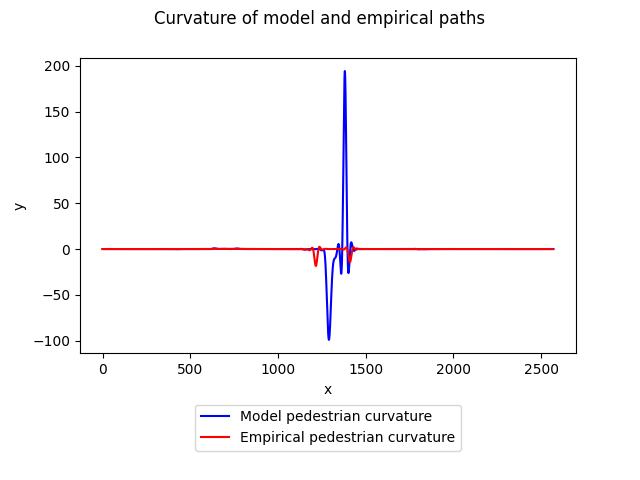 Curvature of model and empirical paths
200
150
100
50
0
−50
−100
y
0 500 1000 1500 2000 2500
x
Model pedestrian curvature
Empirical pedestrian curvature